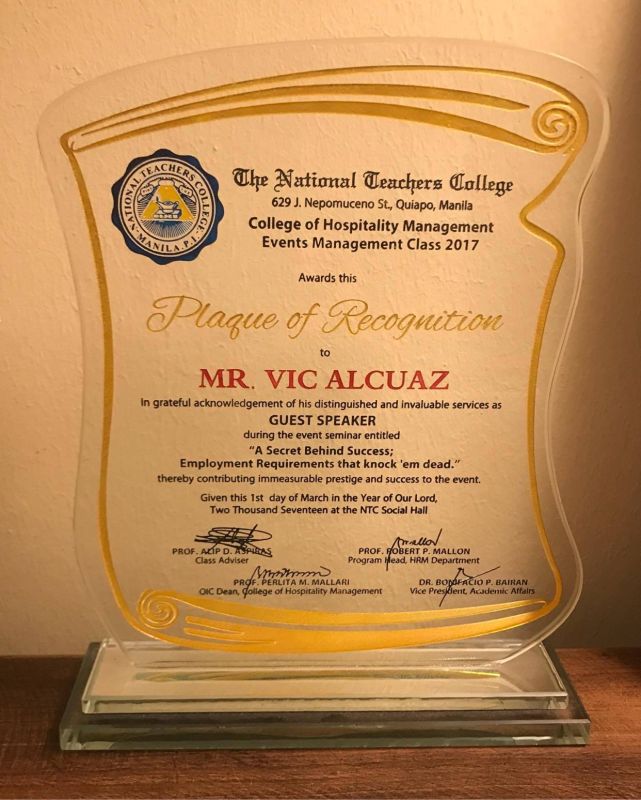 NATIONAL TEACHERS COLLEGE
MANILA, P.I.
The National Teachers College
629 J. Nepomuceno St., Quiapo, Manila
College of Hospitality Management
Events Management Class 2017
Awards this
Plaque of Recognition
to
MR. VIC ALCUAZ
In grateful acknowledgement of his distinguished and invaluable services as
GUEST SPEAKER
during the event seminar entitled
"A Secret Behind Success;
Employment Requirements that knock 'em dead."
thereby contributing immeasurable prestige and success to the event.
Given this 1st day of March in the Year of Our Lord,
Two Thousand Seventeen at the NTC Social Hall
PROF. ALIP D. ASPIRAS PROF. ROBERT P. MALLON
Class Adviser Program Head, HRM Department
PROF. PERLITA M. MALLARI DR. BONIFACIO P. BAIRAN
OIC Dean, College of Hospitality Management Vice President, Academic Affairs